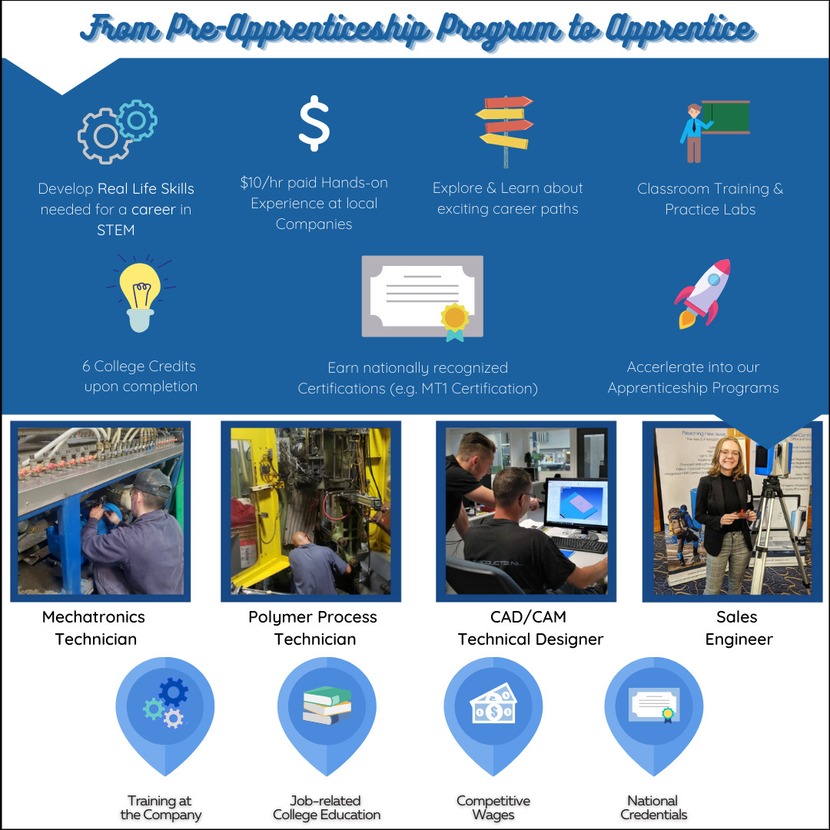 From Pre-Apprenticeship Program to Apprentice
Develop Real Life Skills
needed for a career in
STEM
$10/hr paid Hands-on
Experience at local
Companies
Explore & Learn about
exciting career paths
Classroom Training &
Practice Labs
6 College Credits
upon completion
Earn nationally recognized
Certifications (e.g. MT1 Certification)
Accerlerate into our
Apprenticeship Programs
Mechatronics
Technician
Polymer Process
Technician
CAD/CAM
Technical Designer
Sales
Engineer
Training at
the Company
Job-related
College Education
Competitive
Wages
National
Credentials